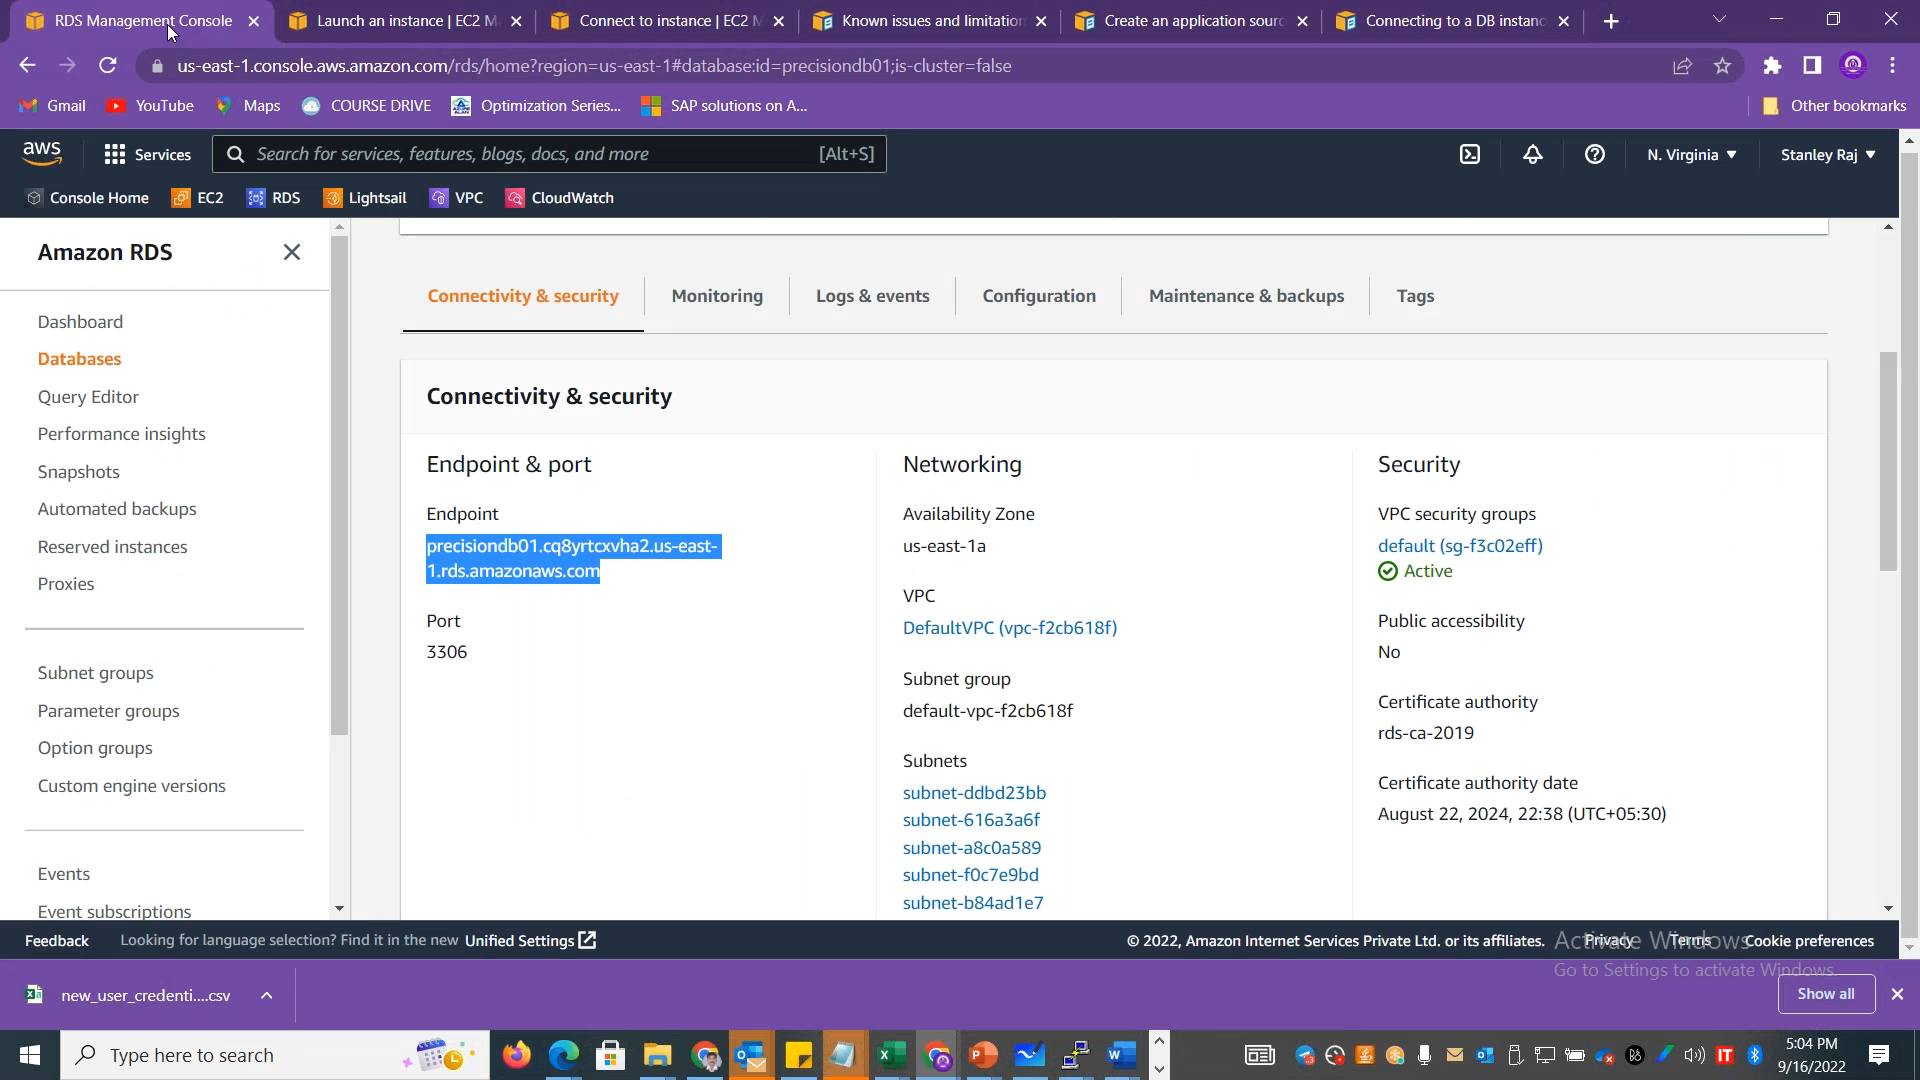 RDS Management Console
Launch an instance | EC2 M
Connect to instance | EC2 M
Known issues and limitation
Create an application sour
Connecting to a DB instanc
us-east-1.console.aws.amazon.com/rds/home?region=us-east-1#database:id=precisiondb01;is-cluster=false
Gmail
YouTube
Maps
COURSE DRIVE
Optimization Series...
SAP solutions on A...
Other bookmarks
aws
Services
Search for services, features, blogs, docs, and more
[Alt+S]
N. Virginia
Stanley Raj
Console Home
EC2
RDS
Lightsail
VPC
CloudWatch
Amazon RDS
Dashboard
Databases
Query Editor
Performance insights
Snapshots
Automated backups
Reserved instances
Proxies
Subnet groups
Parameter groups
Option groups
Custom engine versions
Events
Event subscriptions
Connectivity & security
Monitoring
Logs & events
Configuration
Maintenance & backups
Tags
Connectivity & security
Endpoint & port
Endpoint
precisiondb01.cq8yrtcxvha2.us-east-
1.rds.amazonaws.com
Port
3306
Networking
Availability Zone
us-east-1a
VPC
DefaultVPC (vpc-f2cb618f)
Subnet group
default-vpc-f2cb618f
Subnets
subnet-ddbd23bb
subnet-616a3a6f
subnet-a8c0a589
subnet-f0c7e9bd
subnet-b84ad1e7
Security
VPC security groups
default (sg-f3c02eff)
Active
Public accessibility
No
Certificate authority
rds-ca-2019
Certificate authority date
August 22, 2024, 22:38 (UTC+05:30)
Feedback
Looking for language selection? Find it in the new Unified Settings
© 2022, Amazon Internet Services Private Ltd. or its affiliates.
Privacy
Terms
Cookie preferences
Activate Windows
Go to Settings to activate Windows.
new_user_credenti....csv
Show all
Type here to search
5:04 PM
9/16/2022